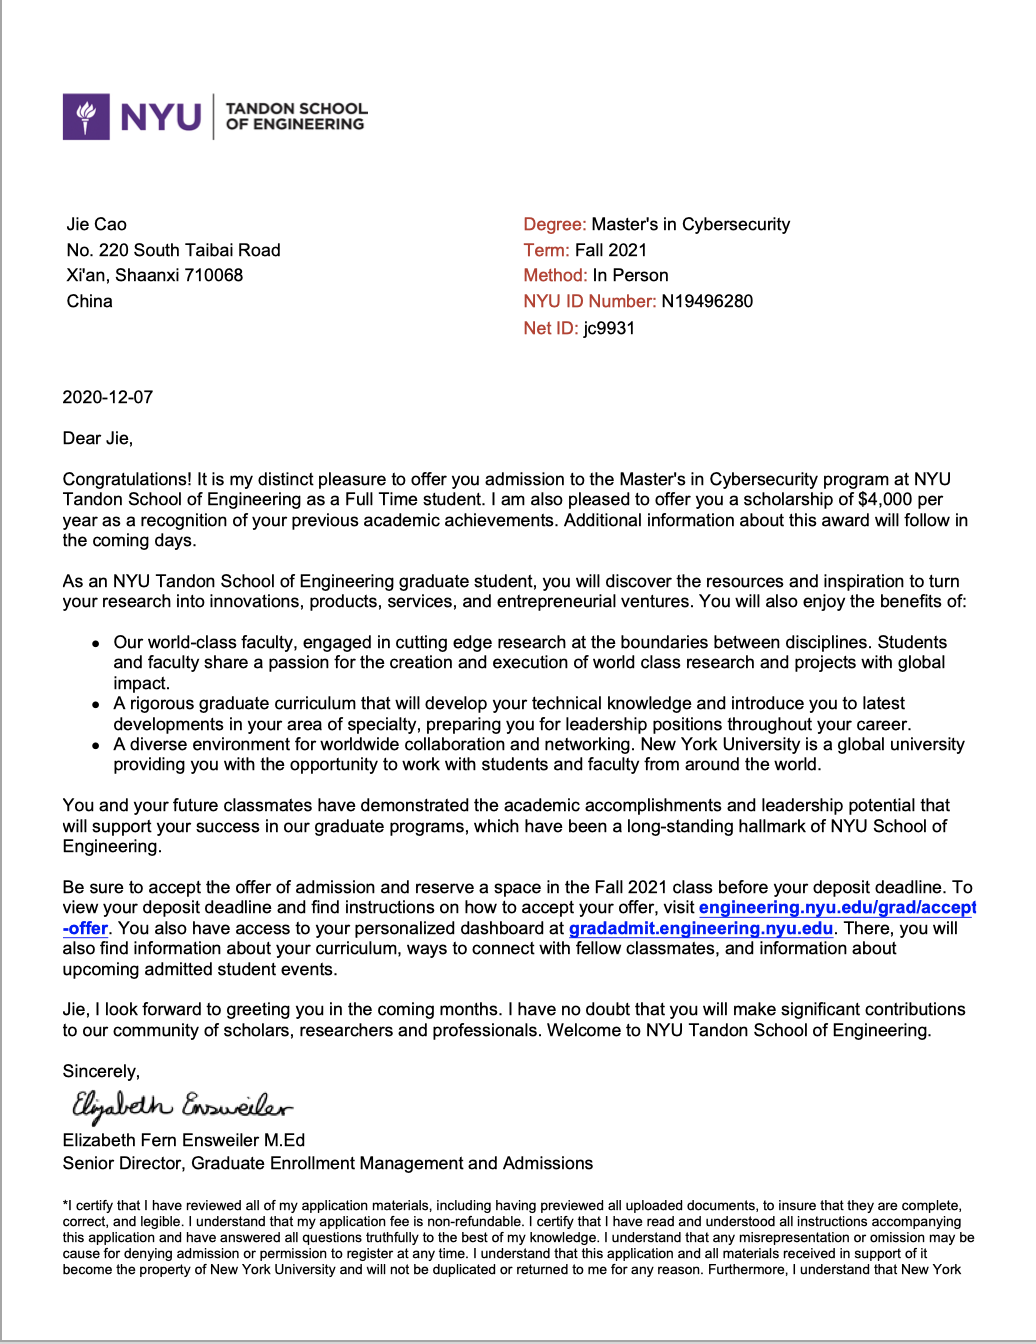 NYU
TANDON SCHOOL
OF ENGINEERING
Jie Cao
No. 220 South Taibai Road
Xi'an, Shaanxi 710068
China
Degree: Master's in Cybersecurity
Term: Fall 2021
Method: In Person
NYU ID Number: N19496280
Net ID: jc9931
2020-12-07
Dear Jie,
Congratulations! It is my distinct pleasure to offer you admission to the Master's in Cybersecurity program at NYU
Tandon School of Engineering as a Full Time student. I am also pleased to offer you a scholarship of $4,000 per
year as a recognition of your previous academic achievements. Additional information about this award will follow in
the coming days.
As an NYU Tandon School of Engineering graduate student, you will discover the resources and inspiration to turn
your research into innovations, products, services, and entrepreneurial ventures. You will also enjoy the benefits of:
• Our world-class faculty, engaged in cutting edge research at the boundaries between disciplines. Students
and faculty share a passion for the creation and execution of world class research and projects with global
impact.
• A rigorous graduate curriculum that will develop your technical knowledge and introduce you to latest
developments in your area of specialty, preparing you for leadership positions throughout your career.
• A diverse environment for worldwide collaboration and networking. New York University is a global university
providing you with the opportunity to work with students and faculty from around the world.
You and your future classmates have demonstrated the academic accomplishments and leadership potential that
will support your success in our graduate programs, which have been a long-standing hallmark of NYU School of
Engineering.
Be sure to accept the offer of admission and reserve a space in the Fall 2021 class before your deposit deadline. To
view your deposit deadline and find instructions on how to accept your offer, visit engineering.nyu.edu/grad/accept
-offer. You also have access to your personalized dashboard at gradadmit.engineering.nyu.edu. There, you will
also find information about your curriculum, ways to connect with fellow classmates, and information about
upcoming admitted student events.
Jie, I look forward to greeting you in the coming months. I have no doubt that you will make significant contributions
to our community of scholars, researchers and professionals. Welcome to NYU Tandon School of Engineering.
Sincerely,
Elizabeth Ensweiler
Elizabeth Fern Ensweiler M.Ed
Senior Director, Graduate Enrollment Management and Admissions
*I certify that I have reviewed all of my application materials, including having previewed all uploaded documents, to insure that they are complete,
correct, and legible. I understand that my application fee is non-refundable. I certify that I have read and understood all instructions accompanying
this application and have answered all questions truthfully to the best of my knowledge. I understand that any misrepresentation or omission may be
cause for denying admission or permission to register at any time. I understand that this application and all materials received in support of it
become the property of New York University and will not be duplicated or returned to me for any reason. Furthermore, I understand that New York